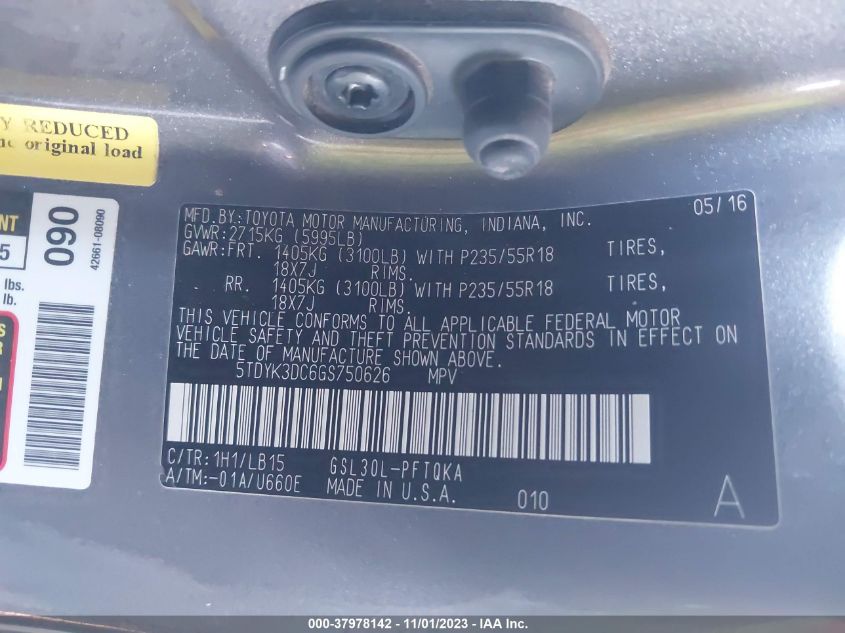 Y REDUCED
original load
NT
5
lbs.
lb.
090
42661-08090
S
R
MFD.BY:TOYOTA MOTOR MANUFACTURING, INDIANA, INC. 05/16
GVWR:2715KG (5995LB)
GAWR:FRT. 1405KG (3100LB) WITH P235/55R18 TIRES,
18X7J RIMS.
RR. 1405KG (3100LB) WITH P235/55R18 TIRES,
18X7J RIMS.
THIS VEHICLE CONFORMS TO ALL APPLICABLE FEDERAL MOTOR
VEHICLE SAFETY AND THEFT PREVENTION STANDARDS IN EFFECT ON
THE DATE OF MANUFACTURE SHOWN ABOVE.
5TDYK3DC6GS750626 MPV
C/TR:1H1/LB15 GSL30L-PFTQKA
A/TM:-01A/U660E MADE IN U.S.A. 010 A
000-37978142 - 11/01/2023 - IAA Inc.